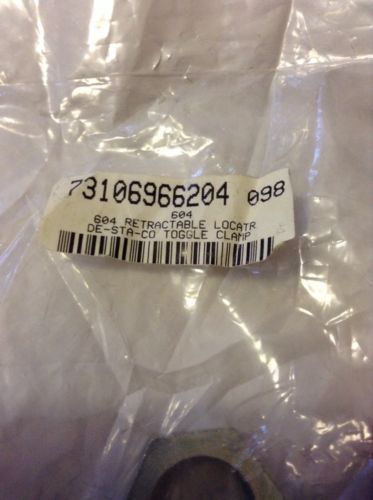 73106966204 098
604
604 RETRACTABLE LOCATR
DE-STA-CO TOGGLE CLAMP